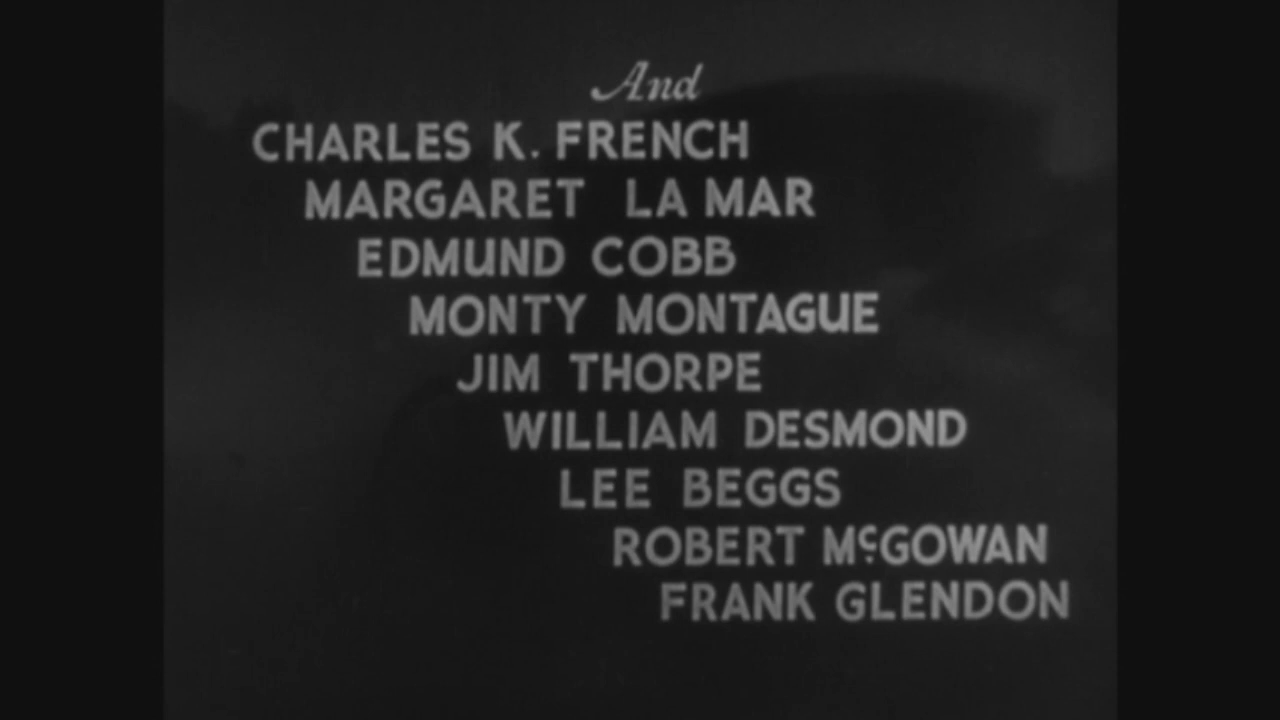 And
CHARLES K. FRENCH
MARGARET LA MAR
EDMUND COBB
MONTY MONTAGUE
JIM THORPE
WILLIAM DESMOND
LEE BEGGS
ROBERT McGOWAN
FRANK GLENDON